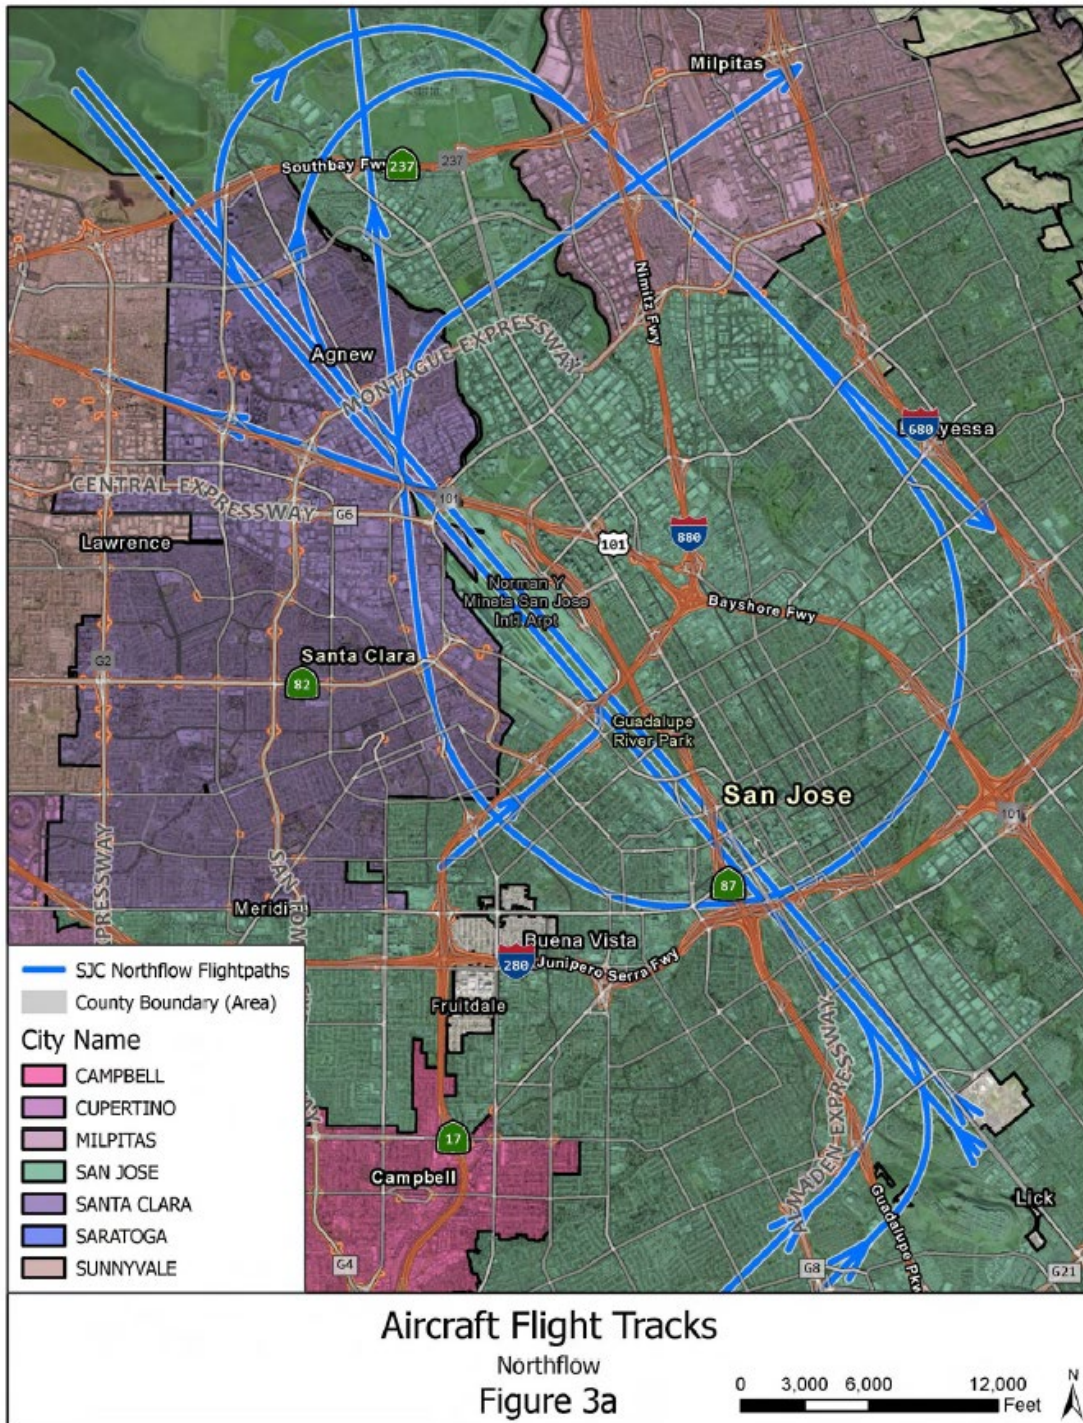 Milpitas
Southbay Fwy
237
237
Nimitz Fwy
Agnew
MONTAGUE EXPRESSWAY
680
yessa
CENTRAL EXPRESSWAY
G6
101
101
880
Lawrence
Norman Y
Mineta San Jose
Int'l Arpt
Bayshore Fwy
Santa Clara
G2
82
Guadalupe
River Park
San Jose
101
EXPRESSWAY
SAN
TOM
87
Meridian
Buena Vista
280
Junipero Serra Fwy
Fruitdale
ALMADEN EXPRESSWAY
17
Campbell
Guadalupe Pkwy
Lick
G4
G8
G21
SJC Northflow Flightpaths
County Boundary (Area)
City Name
CAMPBELL
CUPERTINO
MILPITAS
SAN JOSE
SANTA CLARA
SARATOGA
SUNNYVALE
Aircraft Flight Tracks
Northflow
Figure 3a
0 3,000 6,000 12,000
Feet
N